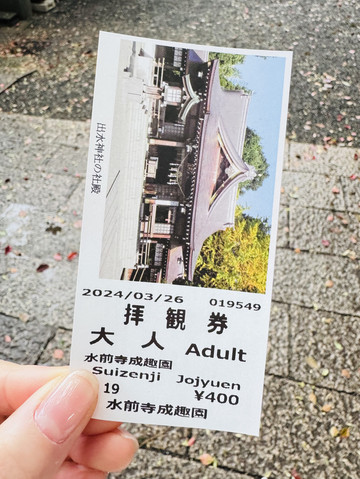 出水神社の社殿
2024/03/26 019549
拝観券
大人 Adult
水前寺成趣園
Suizenji Jojyuen
19 ¥400
水前寺成趣園